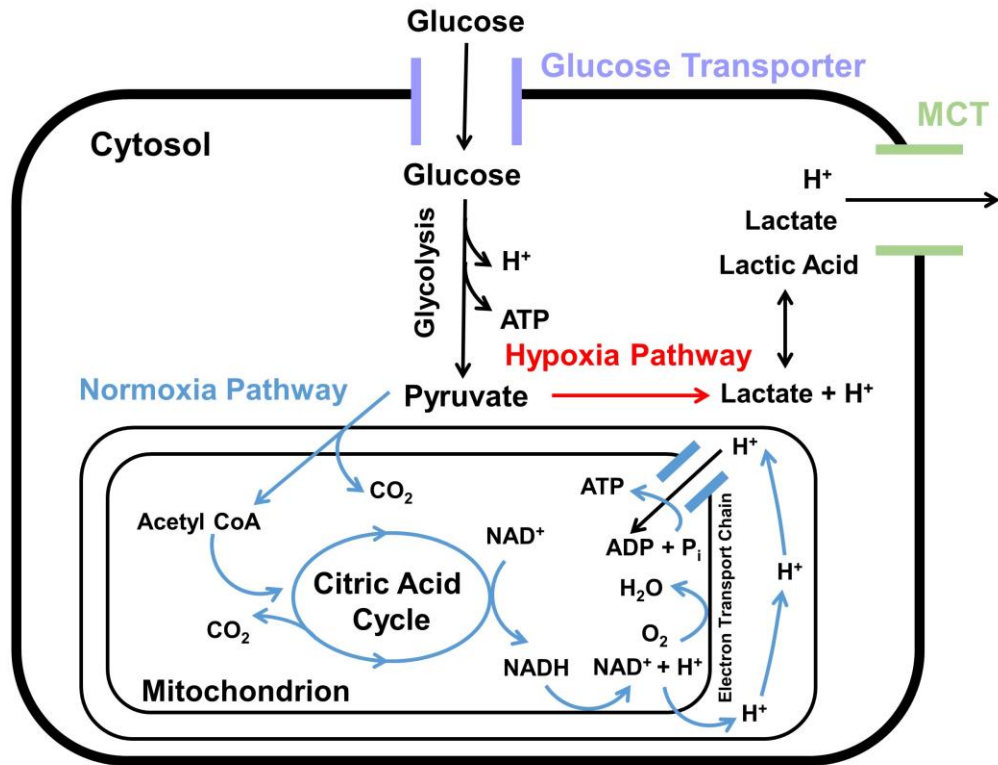 Glucose
Glucose Transporter
MCT
Cytosol
Glucose
H⁺
Lactate
Lactic Acid
Glycolysis
H⁺
ATP
Hypoxia Pathway
Normoxia Pathway
Pyruvate
Lactate + H⁺
H⁺
CO₂
ATP
Acetyl CoA
NAD⁺
ADP + Pᵢ
Electron Transport Chain
H⁺
Citric Acid
Cycle
H₂O
CO₂
O₂
NADH
NAD⁺ + H⁺
Mitochondrion
H⁺